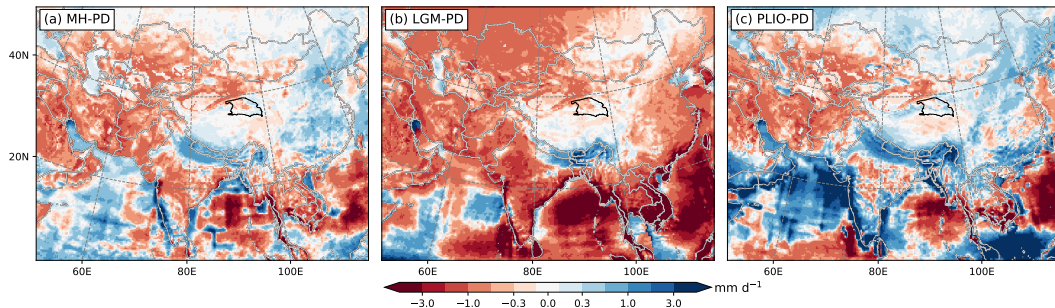 (a) MH-PD
(b) LGM-PD
(c) PLIO-PD
40N
20N
60E
80E
100E
60E
80E
100E
60E
80E
100E
−3.0
−1.0
−0.3
0.0
0.3
1.0
3.0
mm d⁻¹